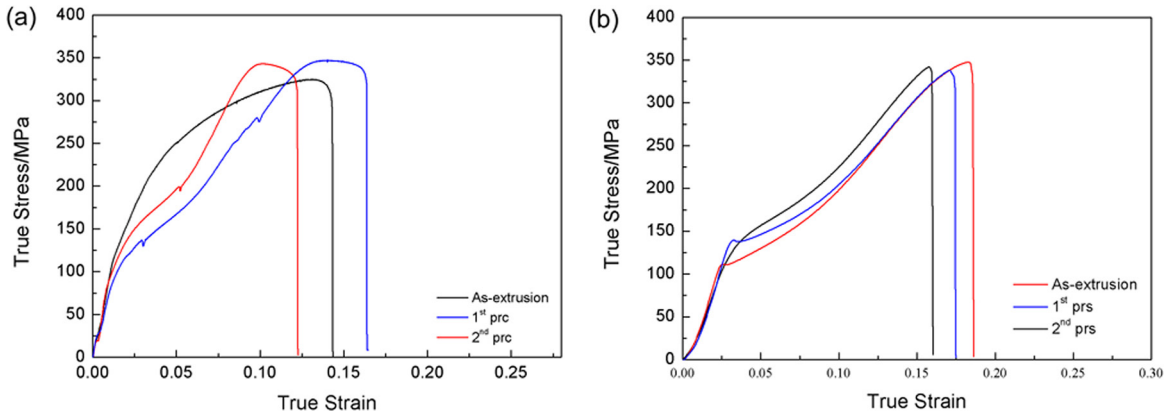 (a)
400
350
300
250
200
150
100
50
0
True Stress/MPa
0.00 0.05 0.10 0.15 0.20 0.25
True Strain
As-extrusion
1st prc
2nd prc
(b)
400
350
300
250
200
150
100
50
0
True Stress/MPa
0.00 0.05 0.10 0.15 0.20 0.25 0.30
True Strain
As-extrusion
1st prs
2nd prs